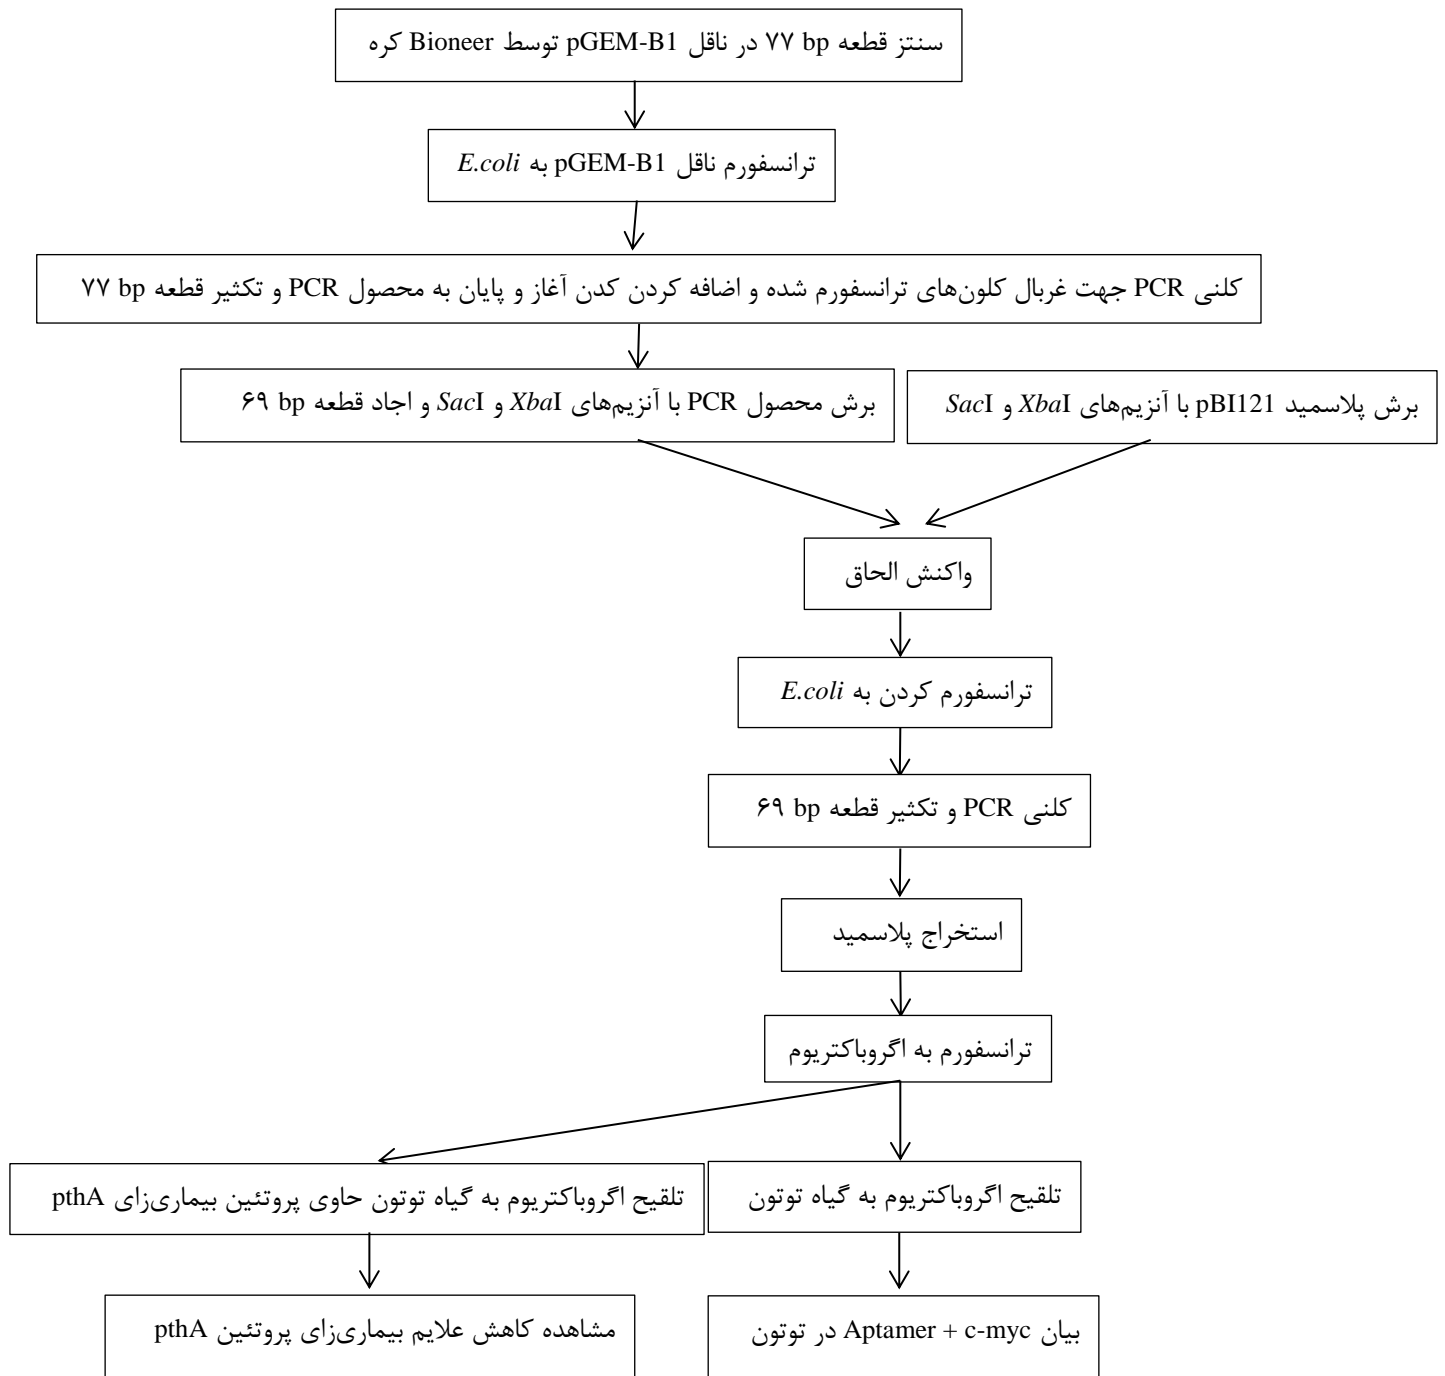 سنتز قطعه ۷۷ bp در ناقل pGEM-B1 توسط Bioneer کره
ترانسفورم ناقل pGEM-B1 به E.coli
کلنی PCR جهت غربال کلون‌های ترانسفورم شده و اضافه کردن کدن آغاز و پایان به محصول PCR و تکثیر قطعه ۷۷ bp
برش محصول PCR با آنزیم‌های XbaI و SacI و اجاد قطعه ۶۹ bp
برش پلاسمید pBI121 با آنزیم‌های XbaI و SacI
واکنش الحاق
ترانسفورم کردن به E.coli
کلنی PCR و تکثیر قطعه ۶۹ bp
استخراج پلاسمید
ترانسفورم به اگروباکتریوم
تلقیح اگروباکتریوم به گیاه توتون
تلقیح اگروباکتریوم به گیاه توتون حاوی پروتئین بیماری‌زای pthA
بیان Aptamer + c-myc در توتون
مشاهده کاهش علایم بیماری‌زای پروتئین pthA